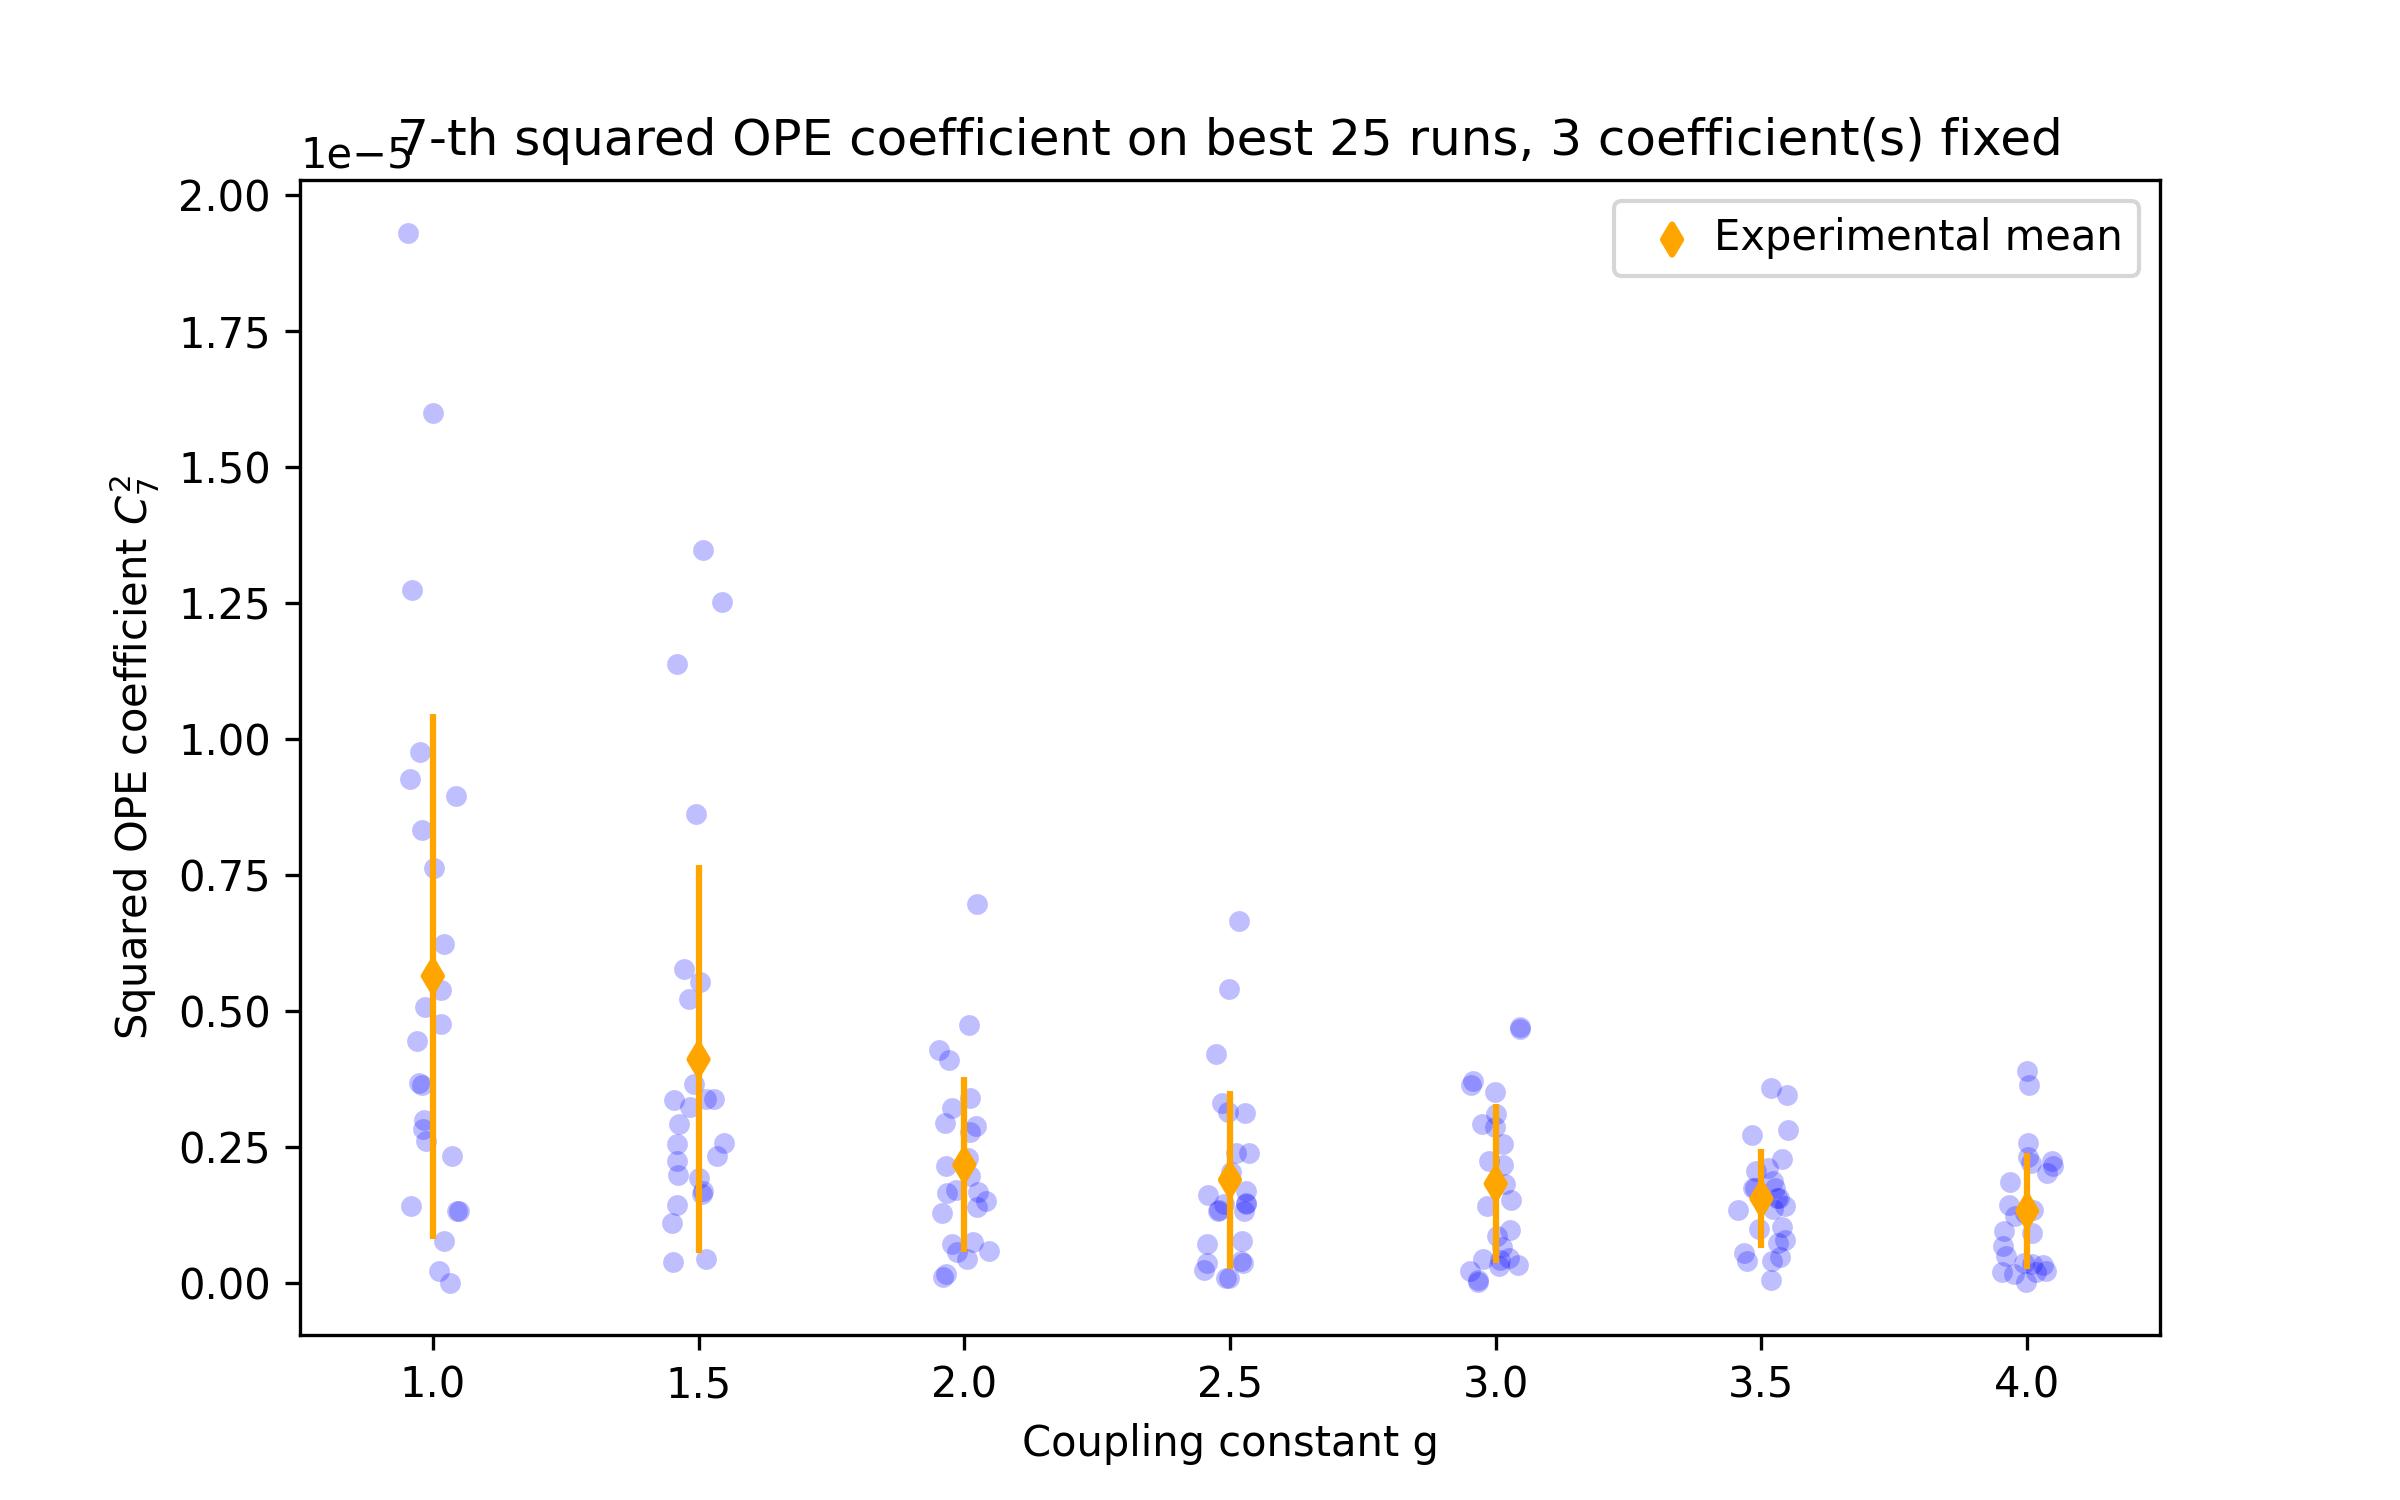 7-th squared OPE coefficient on best 25 runs, 3 coefficient(s) fixed
1e−5
Experimental mean
2.00
1.75
1.50
1.25
1.00
0.75
0.50
0.25
0.00
Squared OPE coefficient $C_7^2$
1.0 1.5 2.0 2.5 3.0 3.5 4.0
Coupling constant g